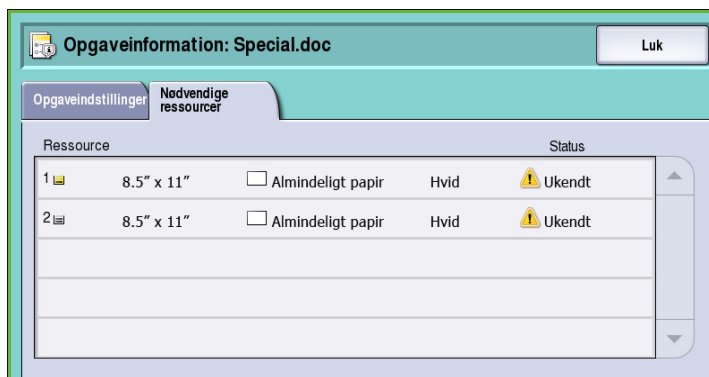 Opgaveinformation: Special.doc
Luk
Opgaveindstillinger
Nødvendige
ressourcer
Ressource Status
1 8.5″ x 11″ Almindeligt papir Hvid Ukendt
2 8.5″ x 11″ Almindeligt papir Hvid Ukendt